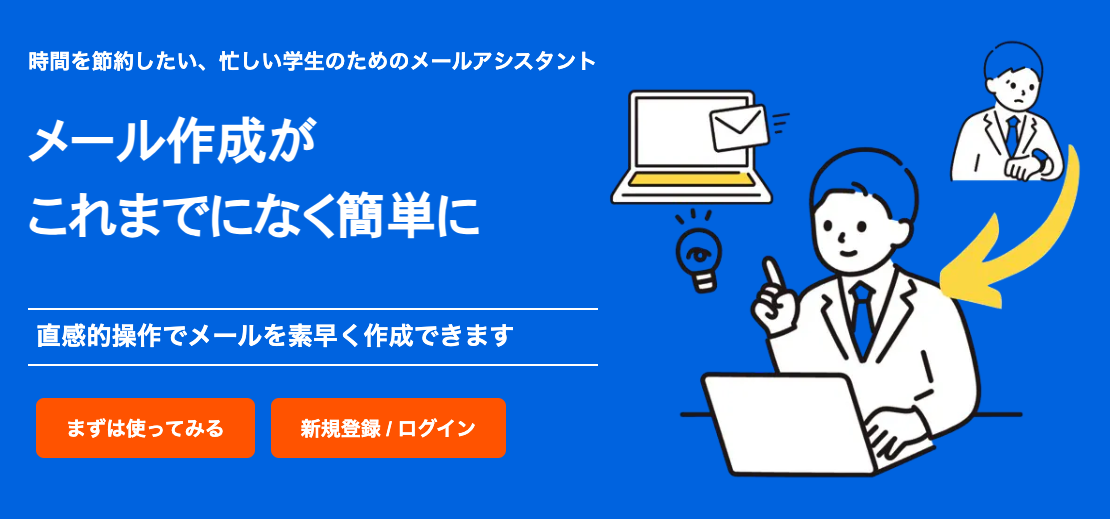 時間を節約したい、忙しい学生のためのメールアシスタント
メール作成が
これまでになく簡単に
直感的操作でメールを素早く作成できます
まずは使ってみる
新規登録 / ログイン